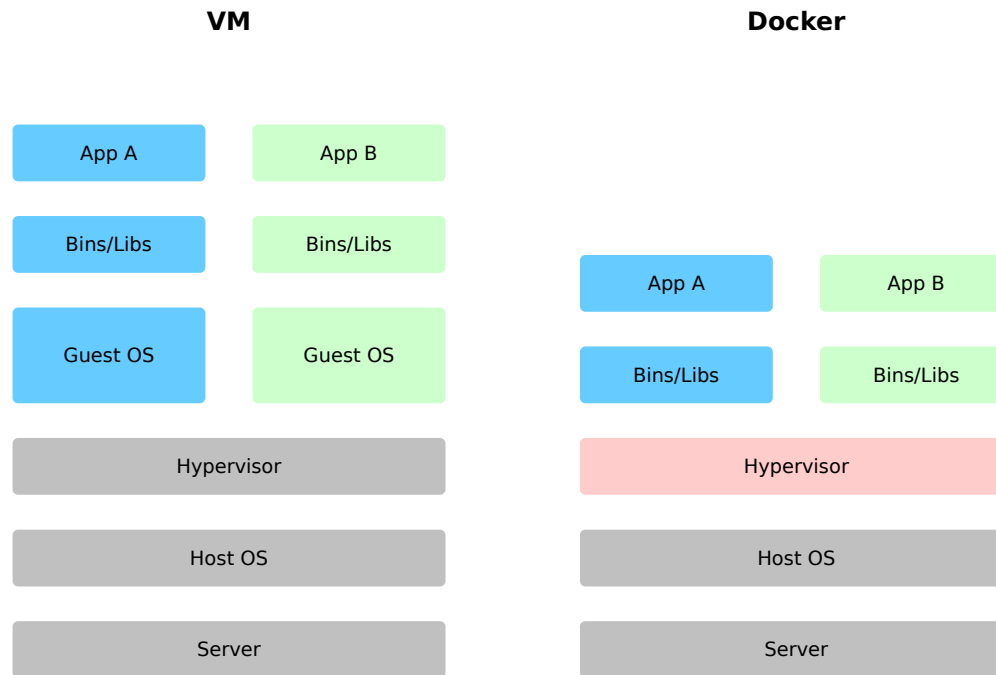 VM
App A
App B
Bins/Libs
Bins/Libs
Guest OS
Guest OS
Hypervisor
Host OS
Server
Docker
App A
App B
Bins/Libs
Bins/Libs
Hypervisor
Host OS
Server